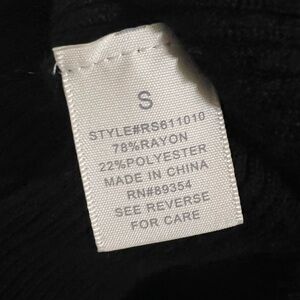 S
STYLE#RS611010
78%RAYON
22%POLYESTER
MADE IN CHINA
RN#89354
SEE REVERSE
FOR CARE